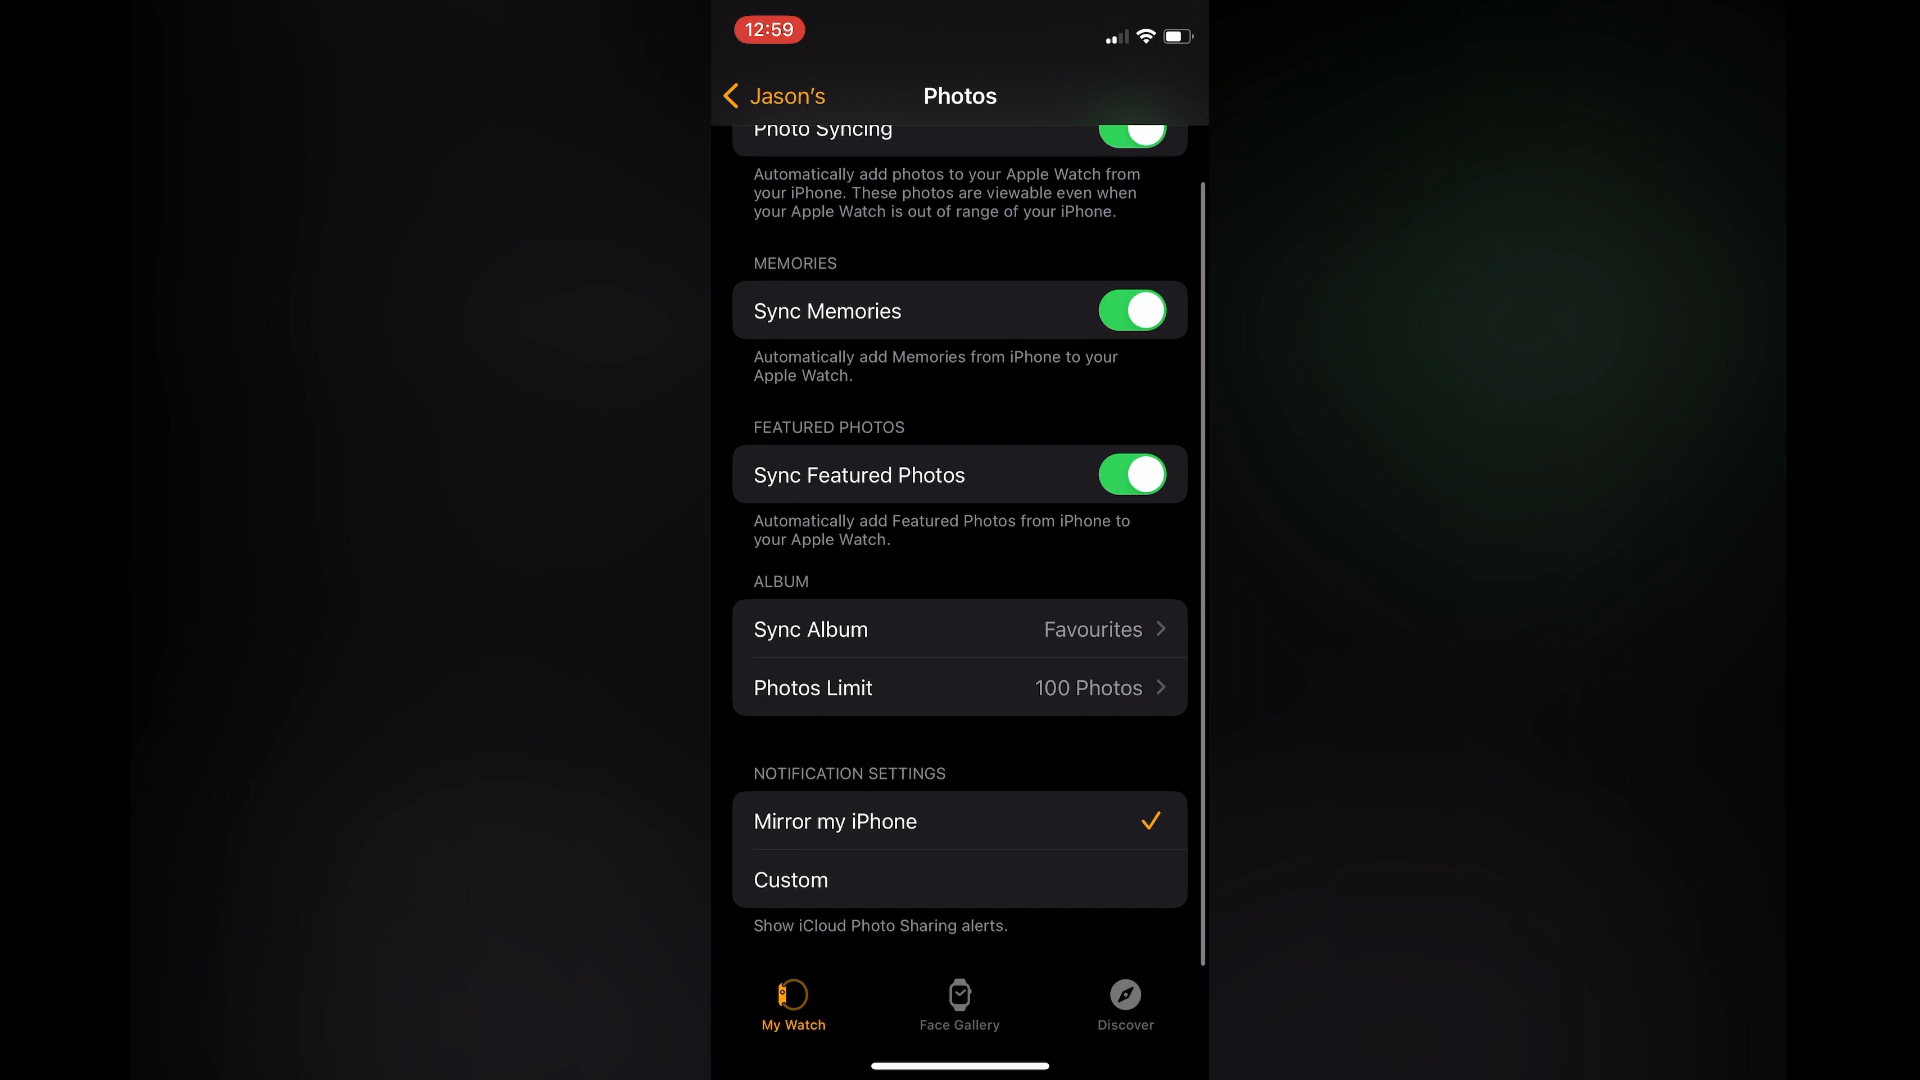 12:59
Jason's
Photos
Photo Syncing
Automatically add photos to your Apple Watch from
your iPhone. These photos are viewable even when
your Apple Watch is out of range of your iPhone.
MEMORIES
Sync Memories
Automatically add Memories from iPhone to your
Apple Watch.
FEATURED PHOTOS
Sync Featured Photos
Automatically add Featured Photos from iPhone to
your Apple Watch.
ALBUM
Sync Album Favourites
Photos Limit 100 Photos
NOTIFICATION SETTINGS
Mirror my iPhone
Custom
Show iCloud Photo Sharing alerts.
My Watch Face Gallery Discover